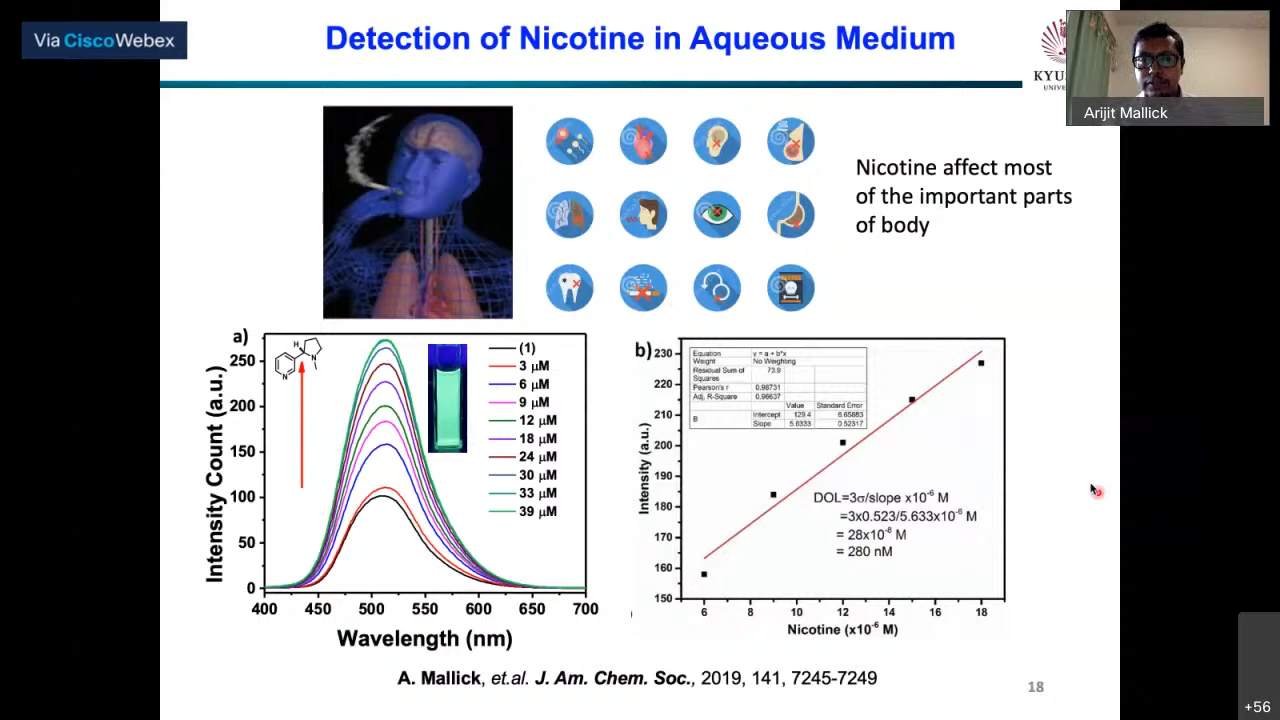 Via CiscoWebex
Detection of Nicotine in Aqueous Medium
Arijit Mallick
Nicotine affect most
of the important parts
of body
a)
H
N
N
(1)
3 μM
6 μM
9 μM
12 μM
18 μM
24 μM
30 μM
33 μM
39 μM
250
200
150
100
50
0
400 450 500 550 600 650 700
Intensity Count (a.u.)
Wavelength (nm)
b)
Equation y = a + b*x
Weight No Weighting
Residual Sum of
Squares 73.9
Pearson's r 0.98731
Adj. R-Square 0.96637
Value Standard Error
B Intercept 129.4 6.65883
Slope 5.6333 0.52317
230
220
210
200
190
180
170
160
150
DOL=3σ/slope x10-6 M
=3x0.523/5.633x10-6 M
= 28x10-8 M
= 280 nM
6 8 10 12 14 16 18
Intensity (a.u.)
Nicotine (x10-6 M)
A. Mallick, et.al. J. Am. Chem. Soc., 2019, 141, 7245-7249
18
+56